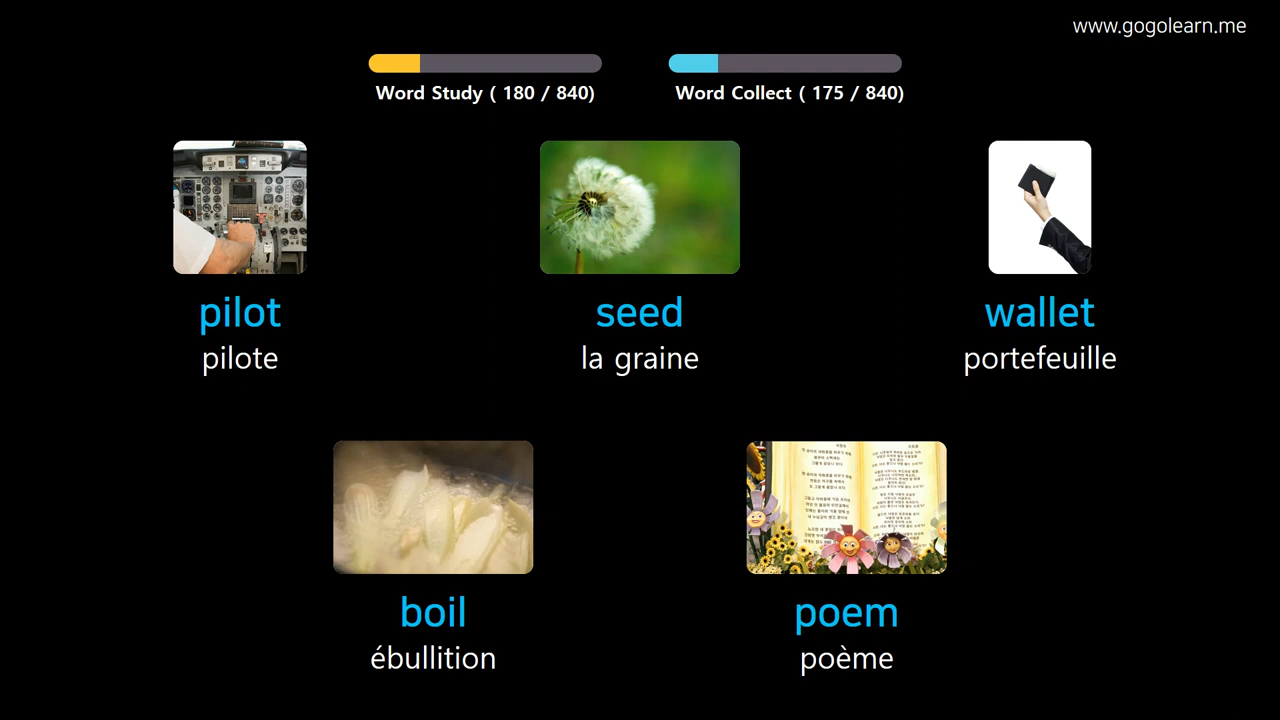 www.gogolearn.me
Word Study ( 180 / 840)
Word Collect ( 175 / 840)
pilot
pilote
seed
la graine
wallet
portefeuille
boil
ébullition
poem
poème